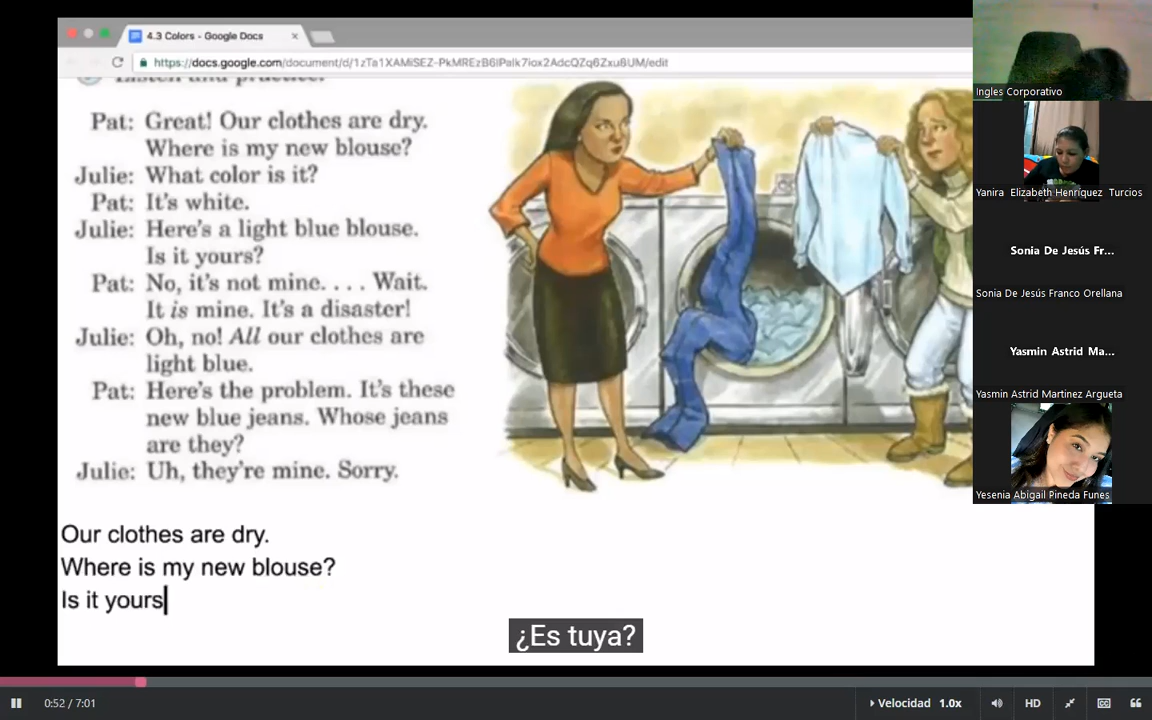 4.3 Colors - Google Docs
https://docs.google.com/document/d/1zTa1XAMiSEZ-PkMREzB6lPalk7iox2AdcQZq6Zxu8UM/edit
Listen and practice.
Pat: Great! Our clothes are dry.
Where is my new blouse?
Julie: What color is it?
Pat: It's white.
Julie: Here's a light blue blouse.
Is it yours?
Pat: No, it's not mine. . . . Wait.
It is mine. It's a disaster!
Julie: Oh, no! All our clothes are
light blue.
Pat: Here's the problem. It's these
new blue jeans. Whose jeans
are they?
Julie: Uh, they're mine. Sorry.
Our clothes are dry.
Where is my new blouse?
Is it yours
¿Es tuya?
0:52 / 7:01
Velocidad 1.0x
HD
Ingles Corporativo
Yanira Elizabeth Henriquez Turcios
Sonia De Jesús Fr...
Sonia De Jesús Franco Orellana
Yasmin Astrid Ma...
Yasmin Astrid Martinez Argueta
Yesenia Abigail Pineda Funes